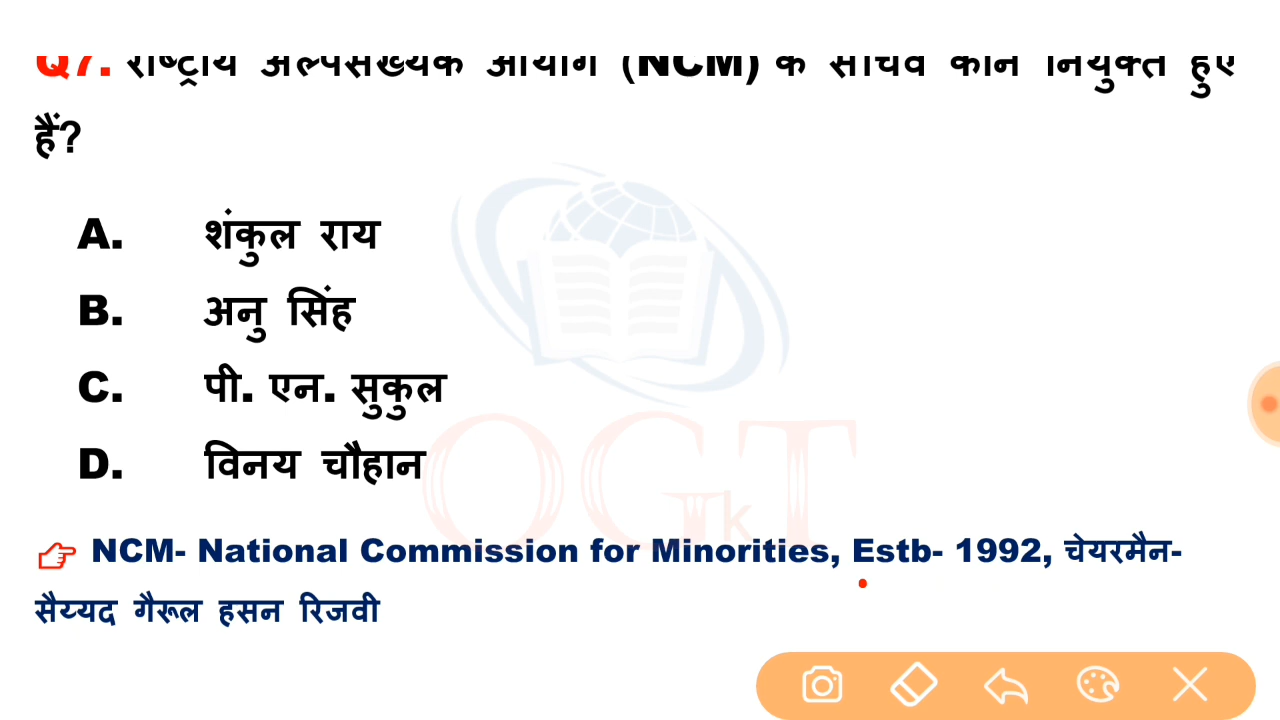 Q7. राष्ट्रीय अल्पसंख्यक आयोग (NCM) के सचिव कौन नियुक्त हुए
हैं?
A. शंकुल राय
B. अनु सिंह
C. पी. एन. सुकुल
D. विनय चौहान
OGT
k
NCM- National Commission for Minorities, Estb- 1992, चेयरमैन-
सैय्यद गैरूल हसन रिजवी